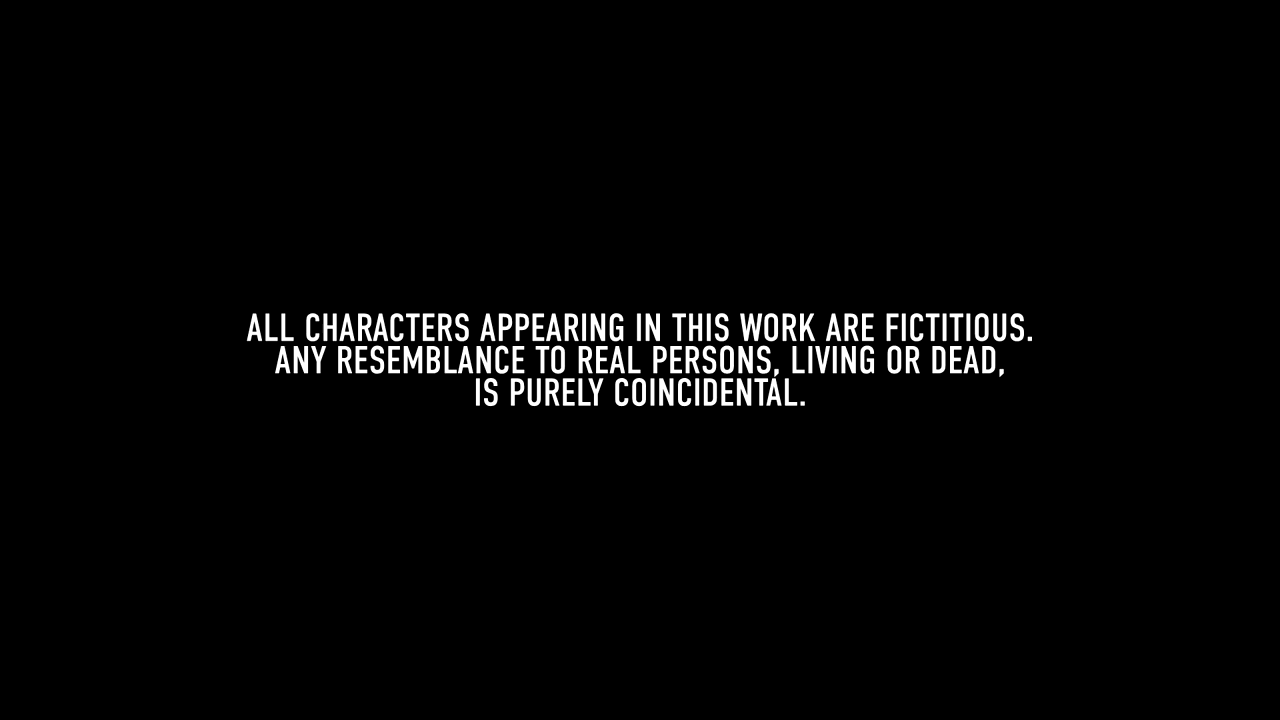 ALL CHARACTERS APPEARING IN THIS WORK ARE FICTITIOUS.
ANY RESEMBLANCE TO REAL PERSONS, LIVING OR DEAD,
IS PURELY COINCIDENTAL.